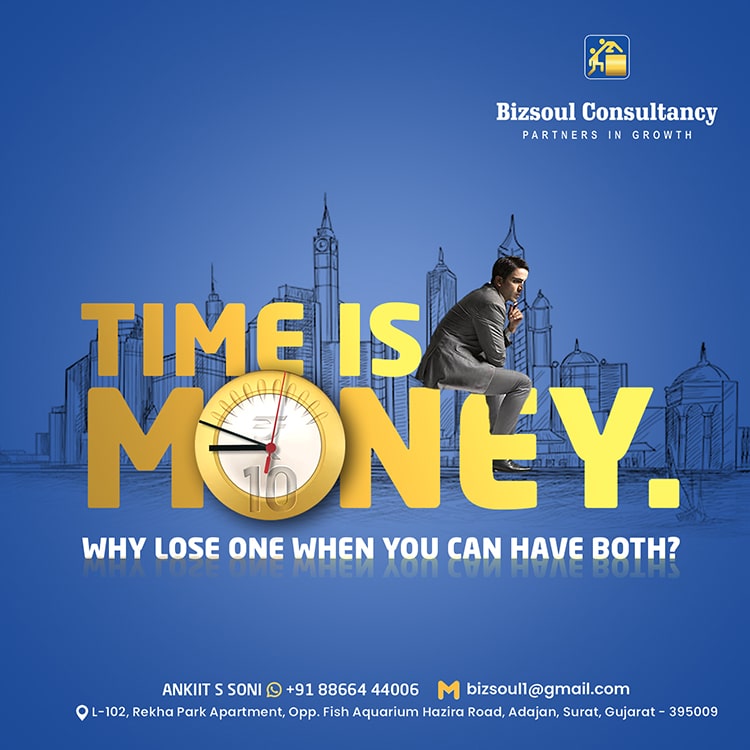 Bizsoul Consultancy
PARTNERS IN GROWTH
TIME IS
MONEY.
10
WHY LOSE ONE WHEN YOU CAN HAVE BOTH?
ANKIIT S SONI +91 88664 44006 bizsoul1@gmail.com
L-102, Rekha Park Apartment, Opp. Fish Aquarium Hazira Road, Adajan, Surat, Gujarat - 395009